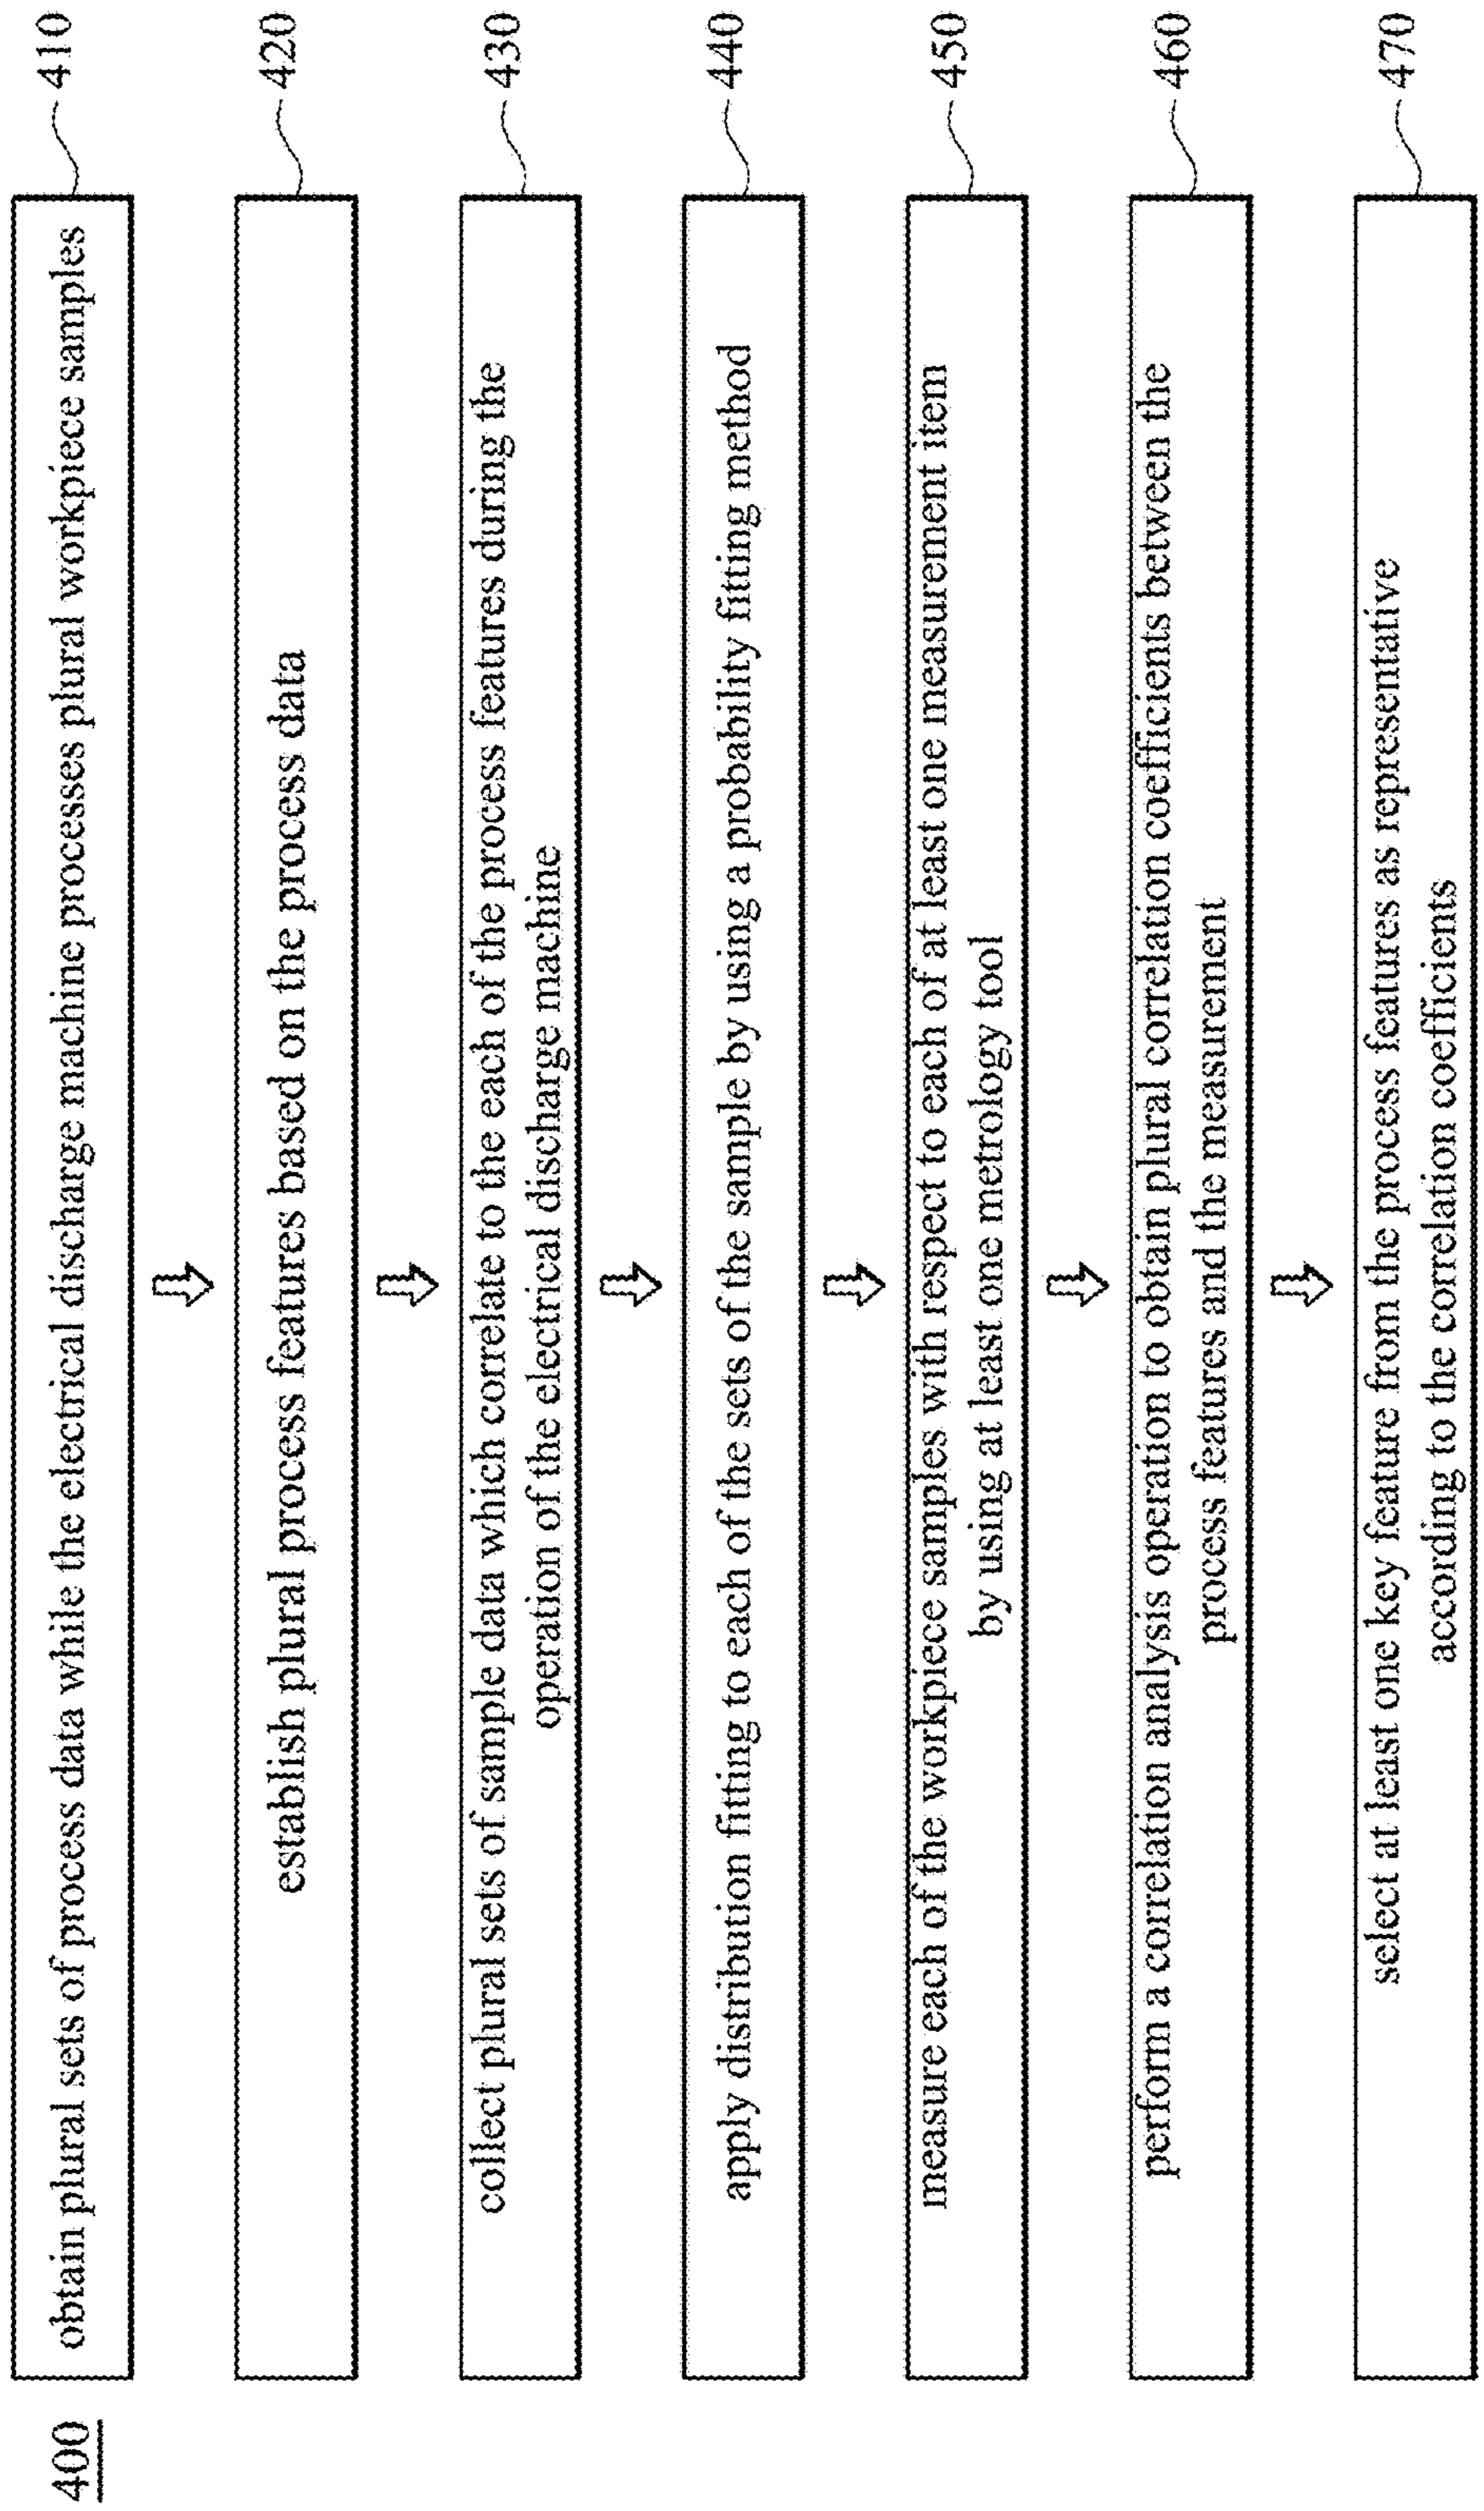 400
obtain plural sets of process data while the electrical discharge machine processes plural workpiece samples
410
establish plural process features based on the process data
420
collect plural sets of sample data which correlate to the each of the process features during the
operation of the electrical discharge machine
430
apply distribution fitting to each of the sets of the sample by using a probability fitting method
440
measure each of the workpiece samples with respect to each of at least one measurement item
by using at least one metrology tool
450
perform a correlation analysis operation to obtain plural correlation coefficients between the
process features and the measurement
460
select at least one key feature from the process features as representative
according to the correlation coefficients
470